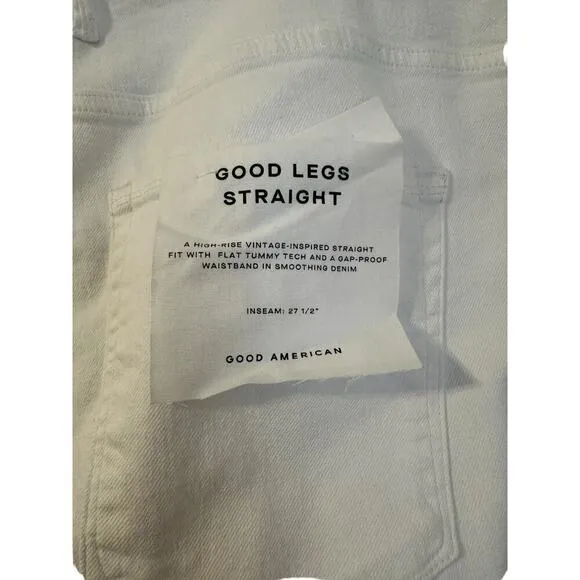 GOOD LEGS
STRAIGHT
A HIGH-RISE VINTAGE-INSPIRED STRAIGHT
FIT WITH FLAT TUMMY TECH AND A GAP-PROOF
WAISTBAND IN SMOOTHING DENIM
INSEAM: 27 1/2"
GOOD AMERICAN